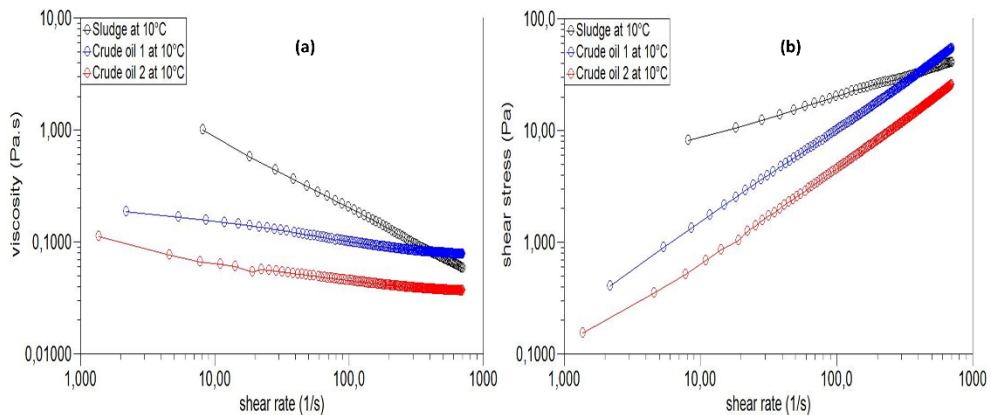 (a)
Sludge at 10°C
Crude oil 1 at 10°C
Crude oil 2 at 10°C
viscosity (Pa.s)
10,00
1,000
0,1000
0,01000
1,000 10,00 100,0 1000
shear rate (1/s)
(b)
Sludge at 10°C
Crude oil 1 at 10°C
Crude oil 2 at 10°C
shear stress (Pa)
100,0
10,00
1,000
0,1000
1,000 10,00 100,0 1000
shear rate (1/s)